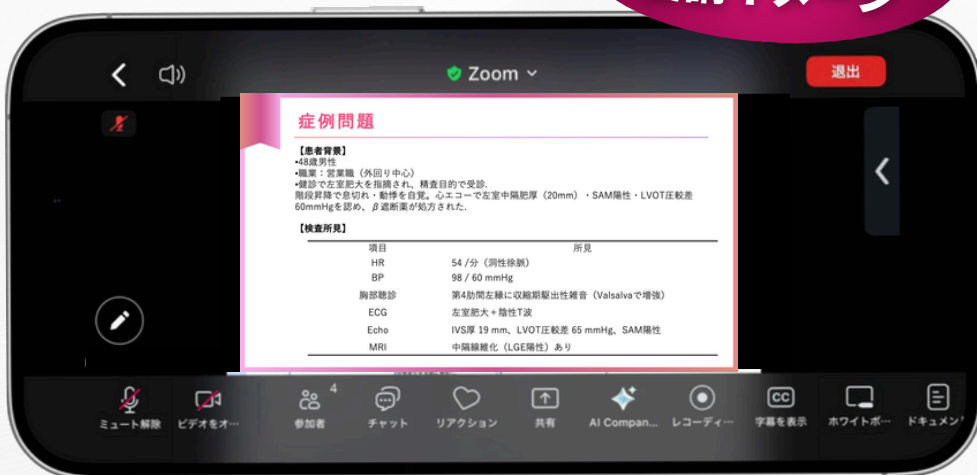 Zoom
退出
症例問題
【患者背景】
•48歳男性
•職業：営業職（外回り中心）
•健診で左室肥大を指摘され、精査目的で受診.
階段昇降で息切れ・動悸を自覚。心エコーで左室中隔肥厚（20mm）・SAM陽性・LVOT圧較差
60mmHgを認め、β遮断薬が処方された.
【検査所見】
項目 所見
HR 54 /分（洞性徐脈）
BP 98 / 60 mmHg
胸部聴診 第4肋間左縁に収縮期駆出性雑音（Valsalvaで増強）
ECG 左室肥大＋陰性T波
Echo IVS厚 19 mm、LVOT圧較差 65 mmHg、SAM陽性
MRI 中隔線維化（LGE陽性）あり
4
CC
ミュート解除 ビデオをオ… 参加者 チャット リアクション 共有 AI Compan... レコーディ… 字幕を表示 ホワイトボ… ドキュメン